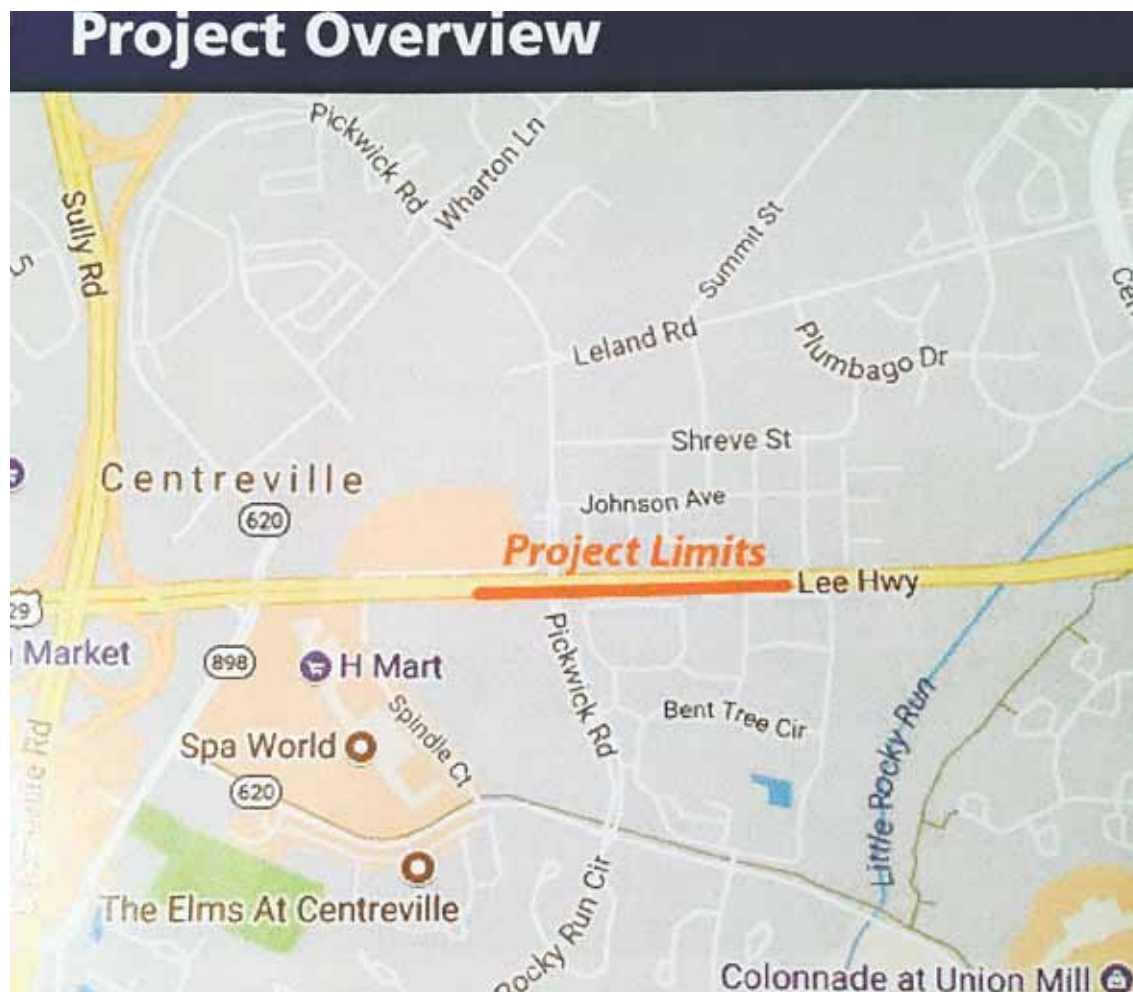 Project Overview
Pickwick Rd
Wharton Ln
Sully Rd
Summit St
5
Leland Rd
Plumbago Dr
Shreve St
Centreville
620
Johnson Ave
Project Limits
Lee Hwy
29
Market
898
H Mart
Pickwick Rd
Spindle Ct
Bent Tree Cir
Spa World
620
Little Rocky Run
The Elms At Centreville
Rocky Run Cir
Colonnade at Union Mill